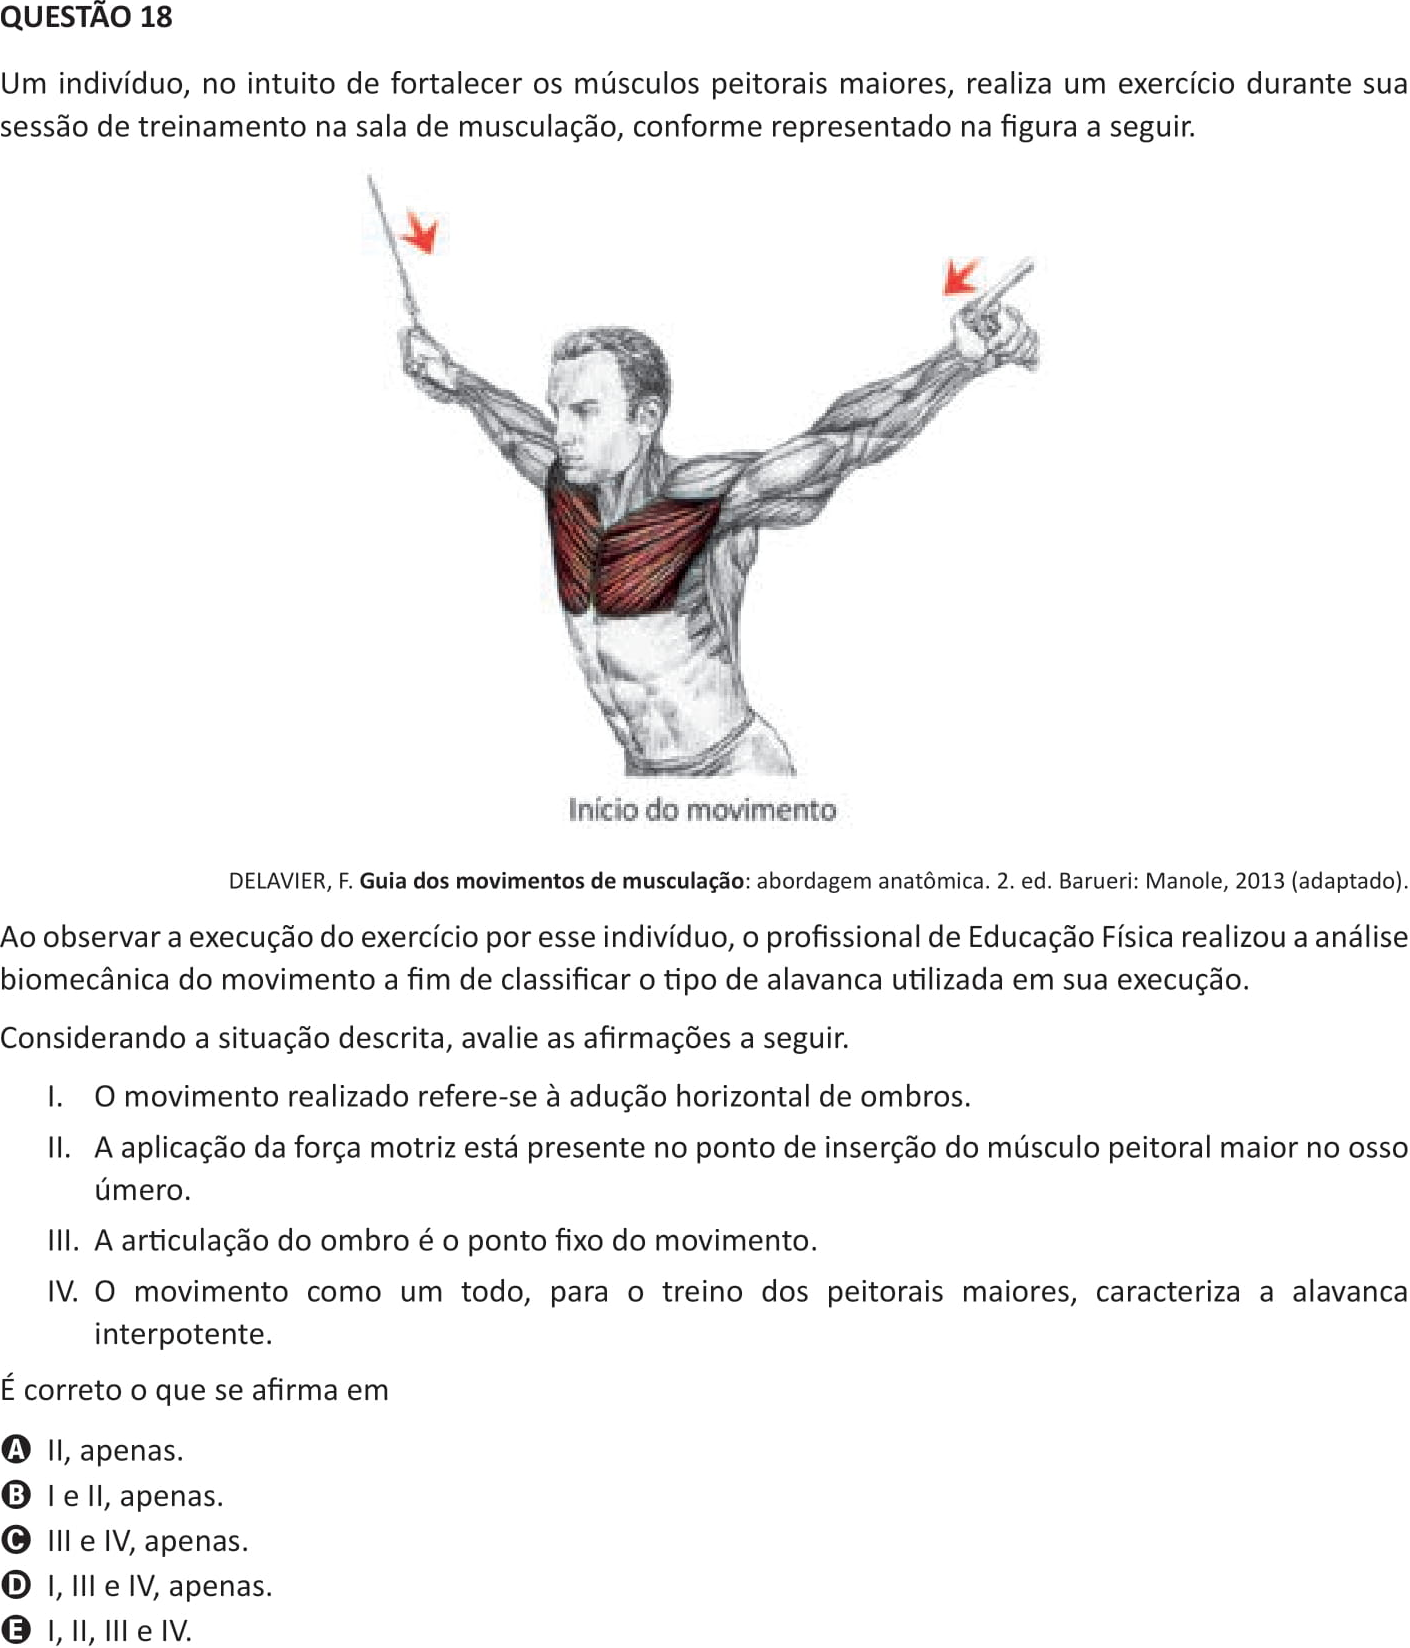 QUESTÃO 18
Um indivíduo, no intuito de fortalecer os músculos peitorais maiores, realiza um exercício durante sua
sessão de treinamento na sala de musculação, conforme representado na figura a seguir.
Início do movimento
DELAVIER, F. Guia dos movimentos de musculação: abordagem anatômica. 2. ed. Barueri: Manole, 2013 (adaptado).
Ao observar a execução do exercício por esse indivíduo, o profissional de Educação Física realizou a análise
biomecânica do movimento a fim de classificar o tipo de alavanca utilizada em sua execução.
Considerando a situação descrita, avalie as afirmações a seguir.
I. O movimento realizado refere-se à adução horizontal de ombros.
II. A aplicação da força motriz está presente no ponto de inserção do músculo peitoral maior no osso
úmero.
III. A articulação do ombro é o ponto fixo do movimento.
IV. O movimento como um todo, para o treino dos peitorais maiores, caracteriza a alavanca
interpotente.
É correto o que se afirma em
A II, apenas.
B I e II, apenas.
C III e IV, apenas.
D I, III e IV, apenas.
E I, II, III e IV.